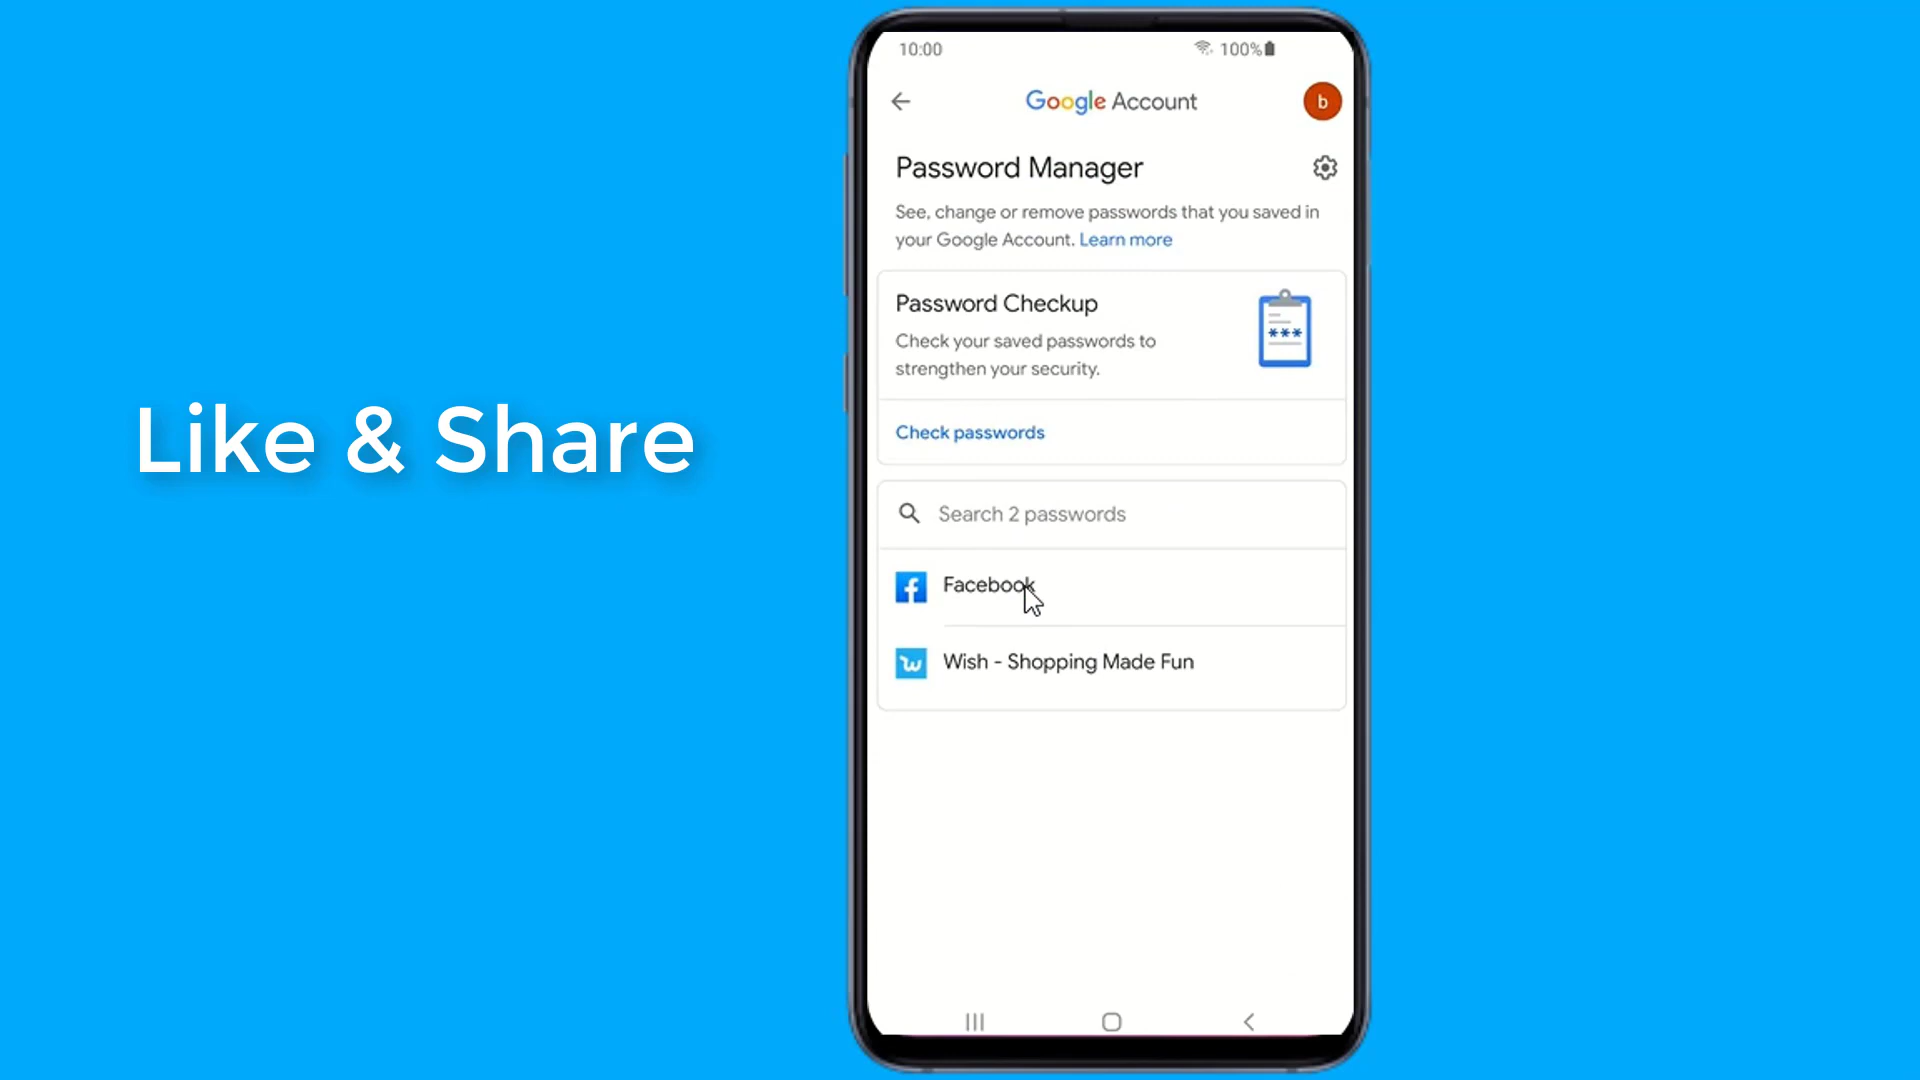 Like & Share
10:00
100%
Google Account
b
Password Manager
See, change or remove passwords that you saved in
your Google Account. Learn more
Password Checkup
Check your saved passwords to
strengthen your security.
***
Check passwords
Search 2 passwords
f
Facebook
w
Wish - Shopping Made Fun